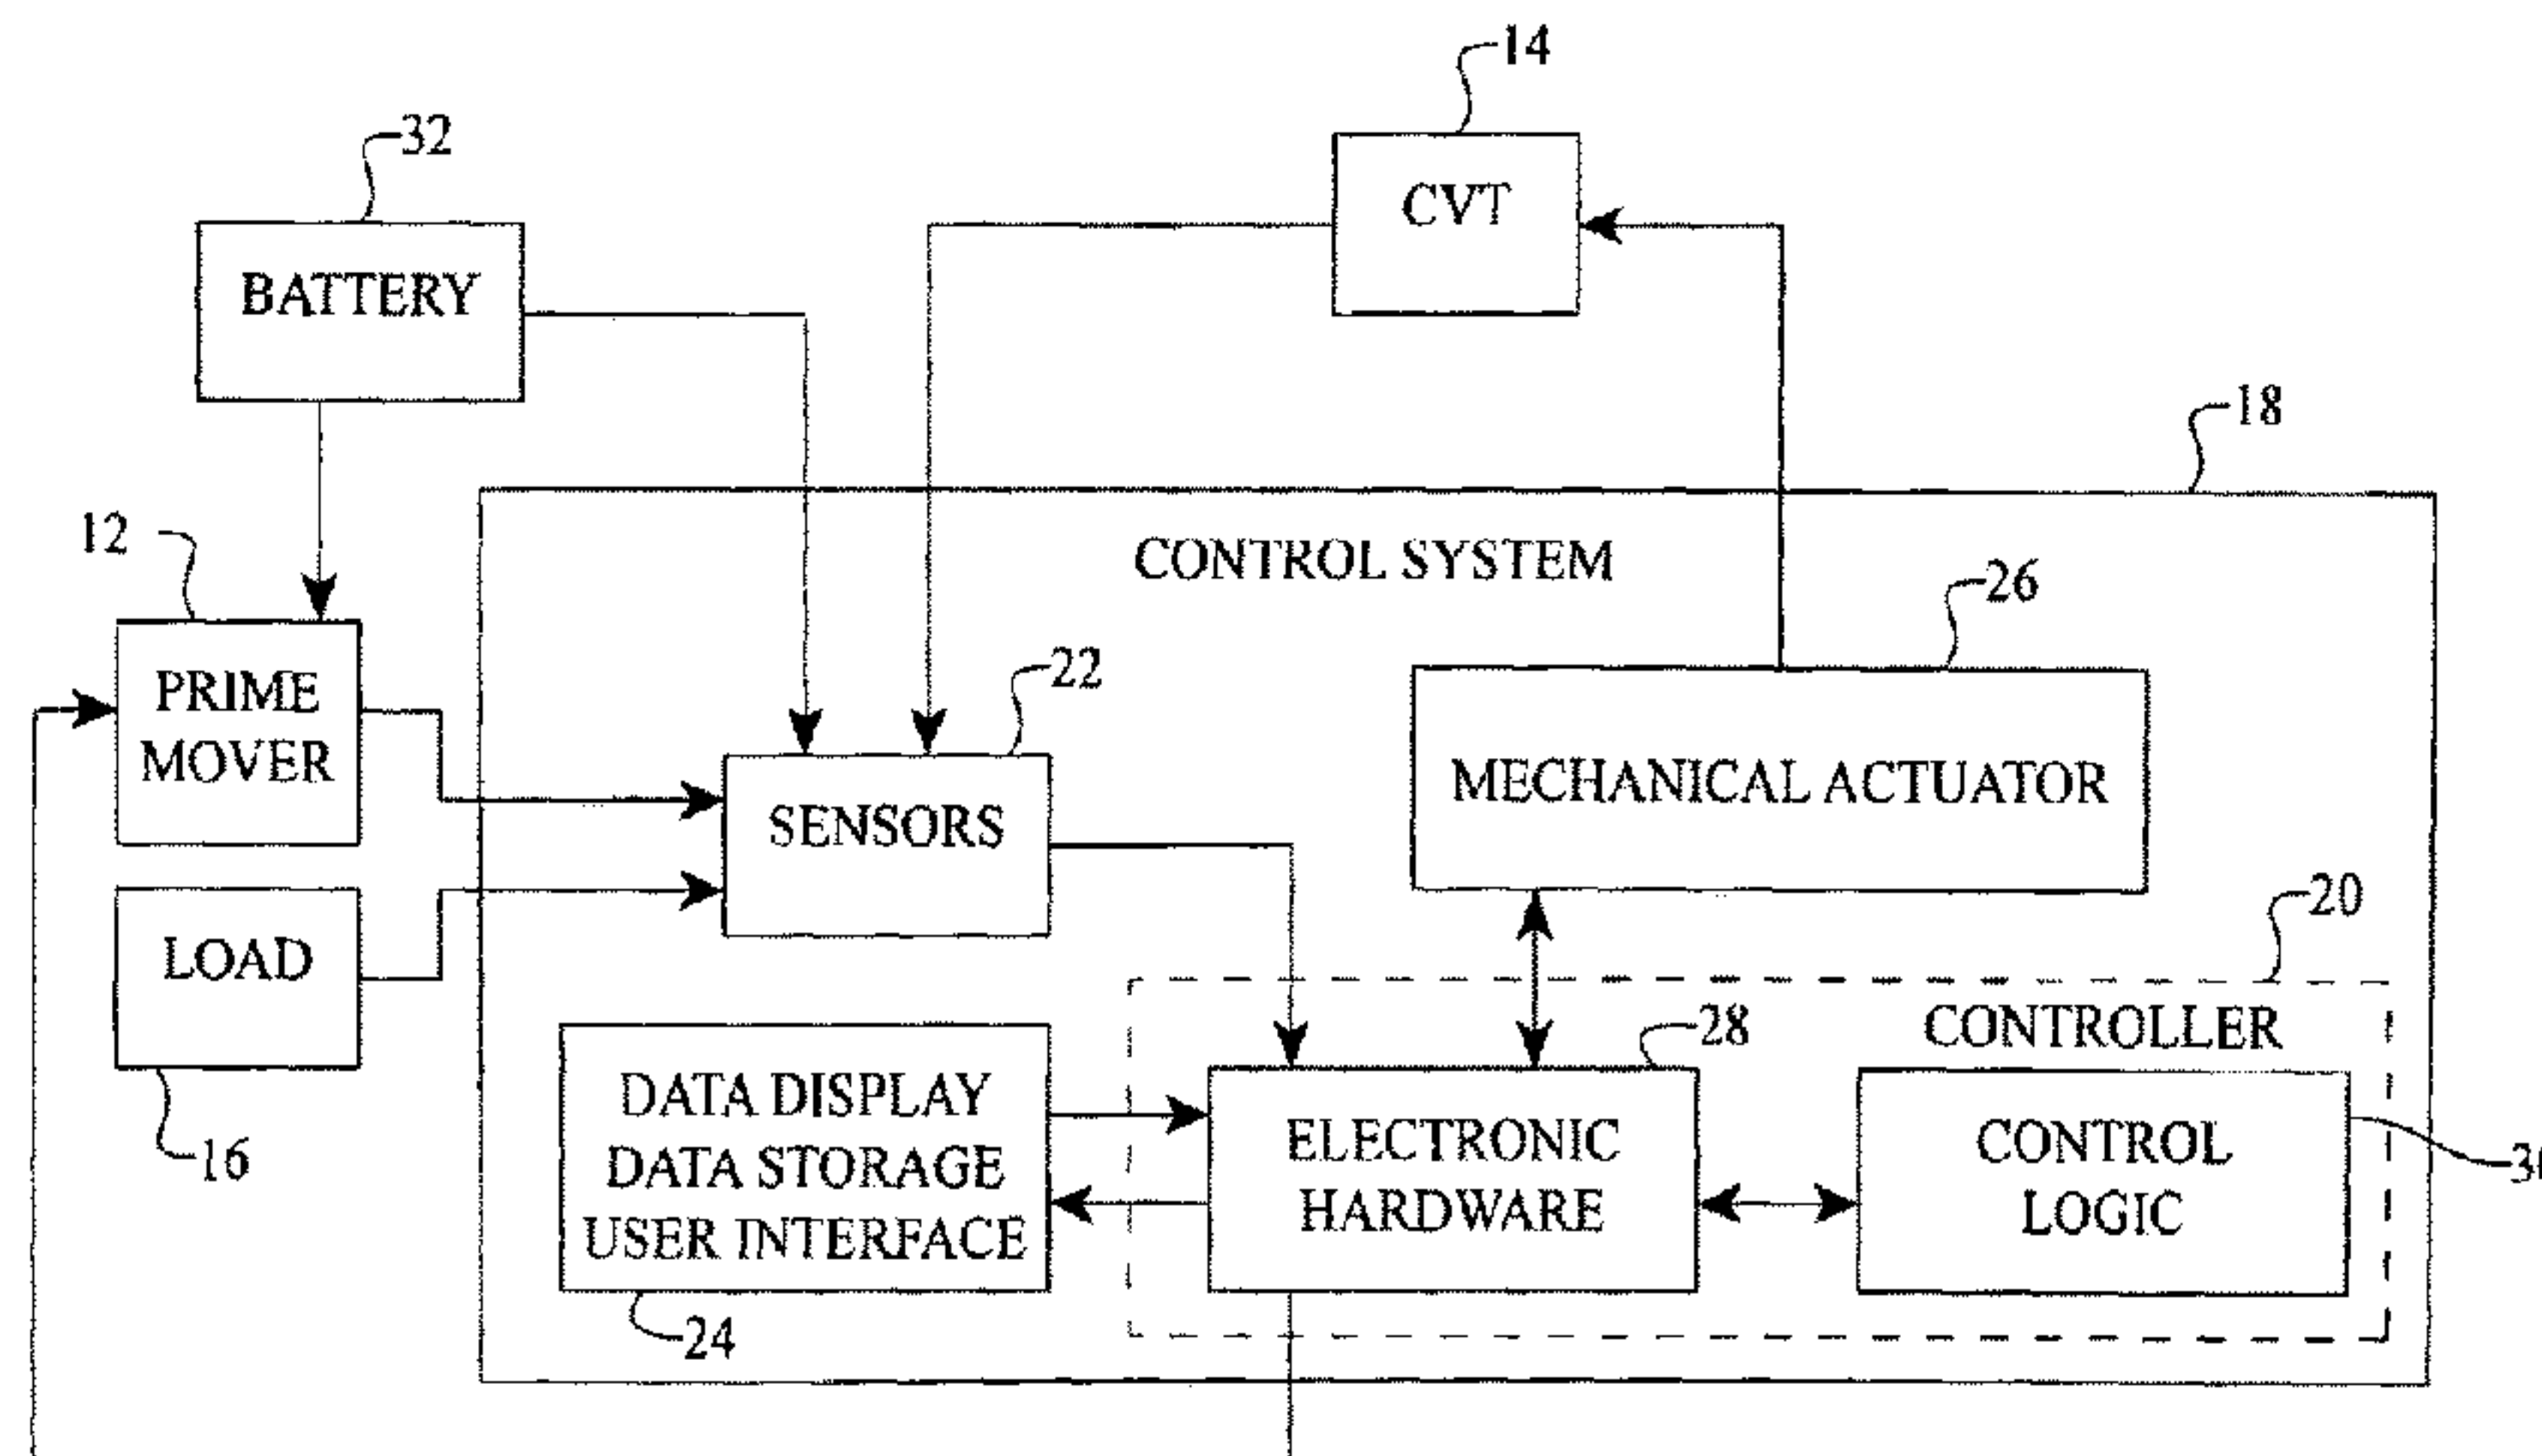 14
32
CVT
BATTERY
18
12
CONTROL SYSTEM
26
PRIME
MOVER
22
MECHANICAL ACTUATOR
SENSORS
20
LOAD
CONTROLLER
28
16
DATA DISPLAY
DATA STORAGE
USER INTERFACE
ELECTRONIC
HARDWARE
CONTROL
LOGIC
24